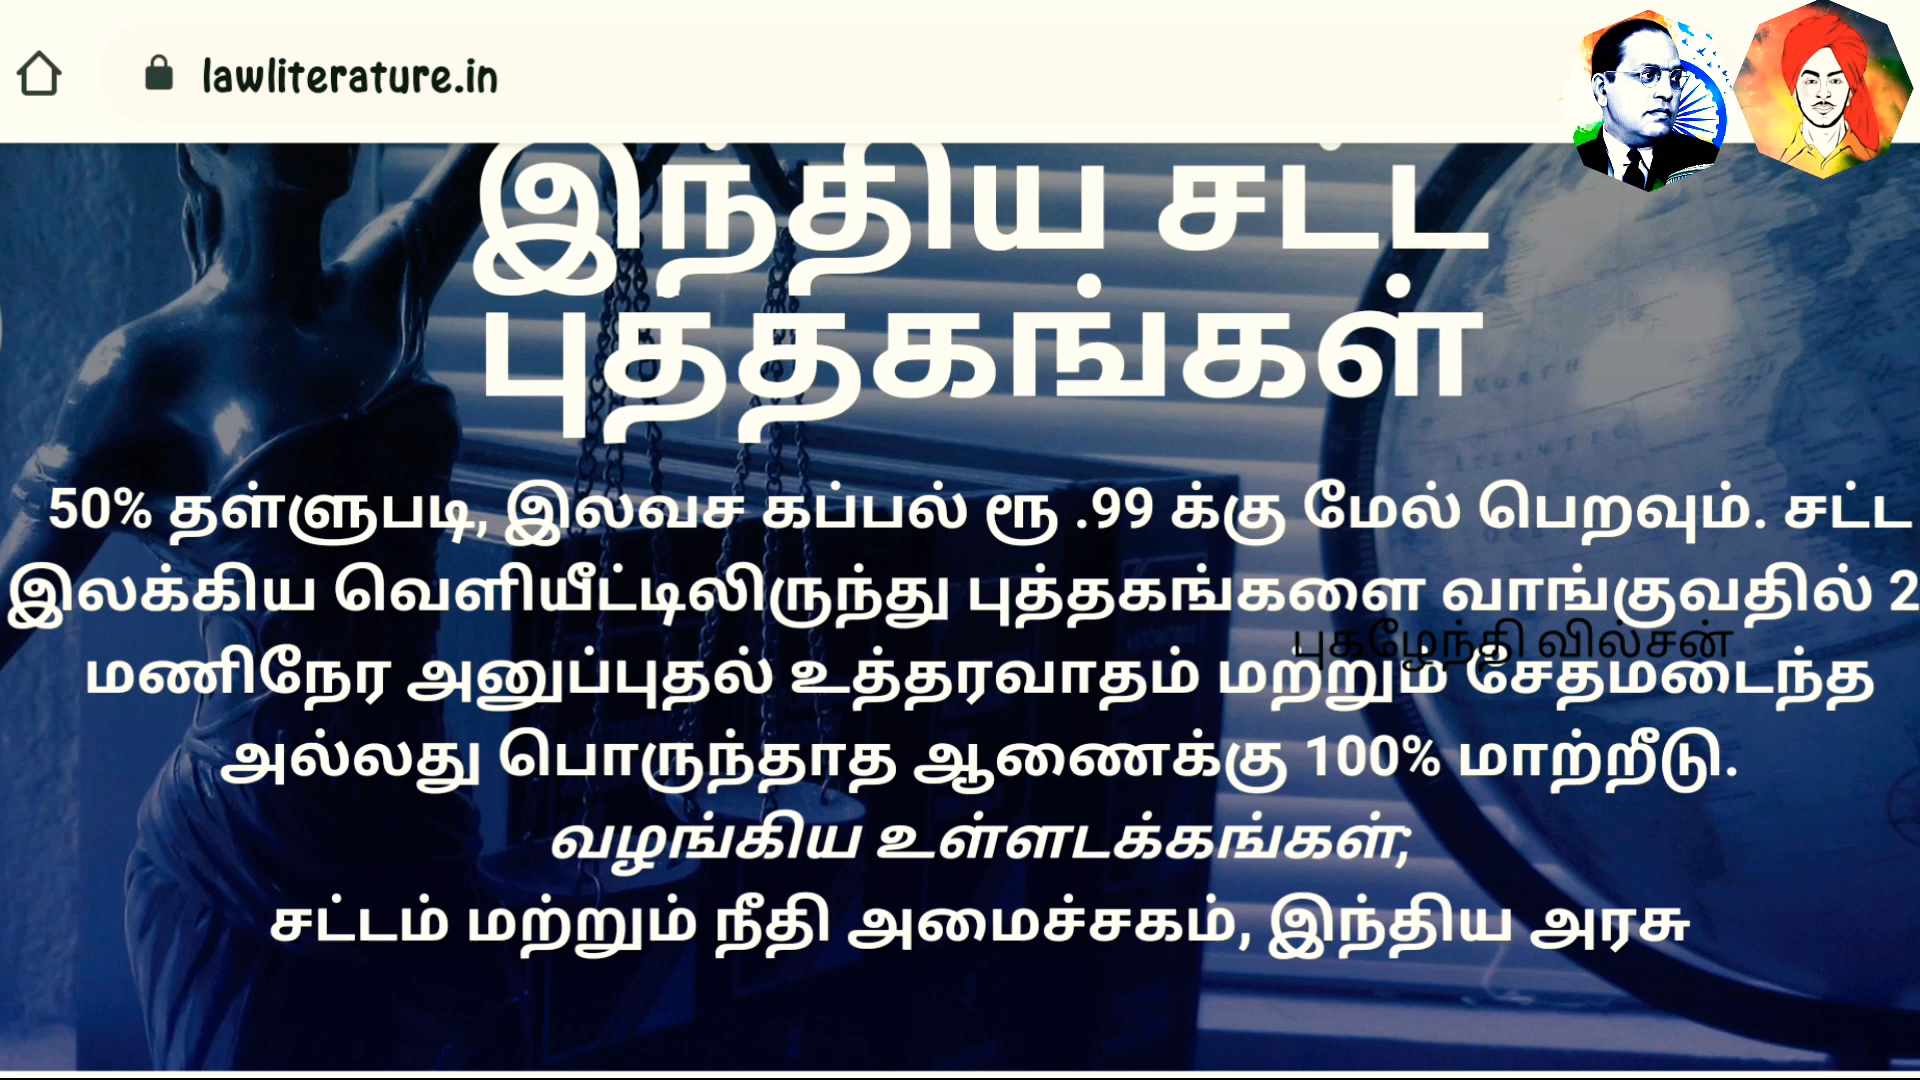 lawliterature.in
இந்திய சட்ட
புத்தகங்கள்
50% தள்ளுபடி, இலவச கப்பல் ரூ .99 க்கு மேல் பெறவும். சட்ட
இலக்கிய வெளியீட்டிலிருந்து புத்தகங்களை வாங்குவதில் 2
புகழேந்தி வில்சன்
மணிநேர அனுப்புதல் உத்தரவாதம் மற்றும் சேதமடைந்த
அல்லது பொருந்தாத ஆணைக்கு 100% மாற்றீடு.
வழங்கிய உள்ளடக்கங்கள்;
சட்டம் மற்றும் நீதி அமைச்சகம், இந்திய அரசு